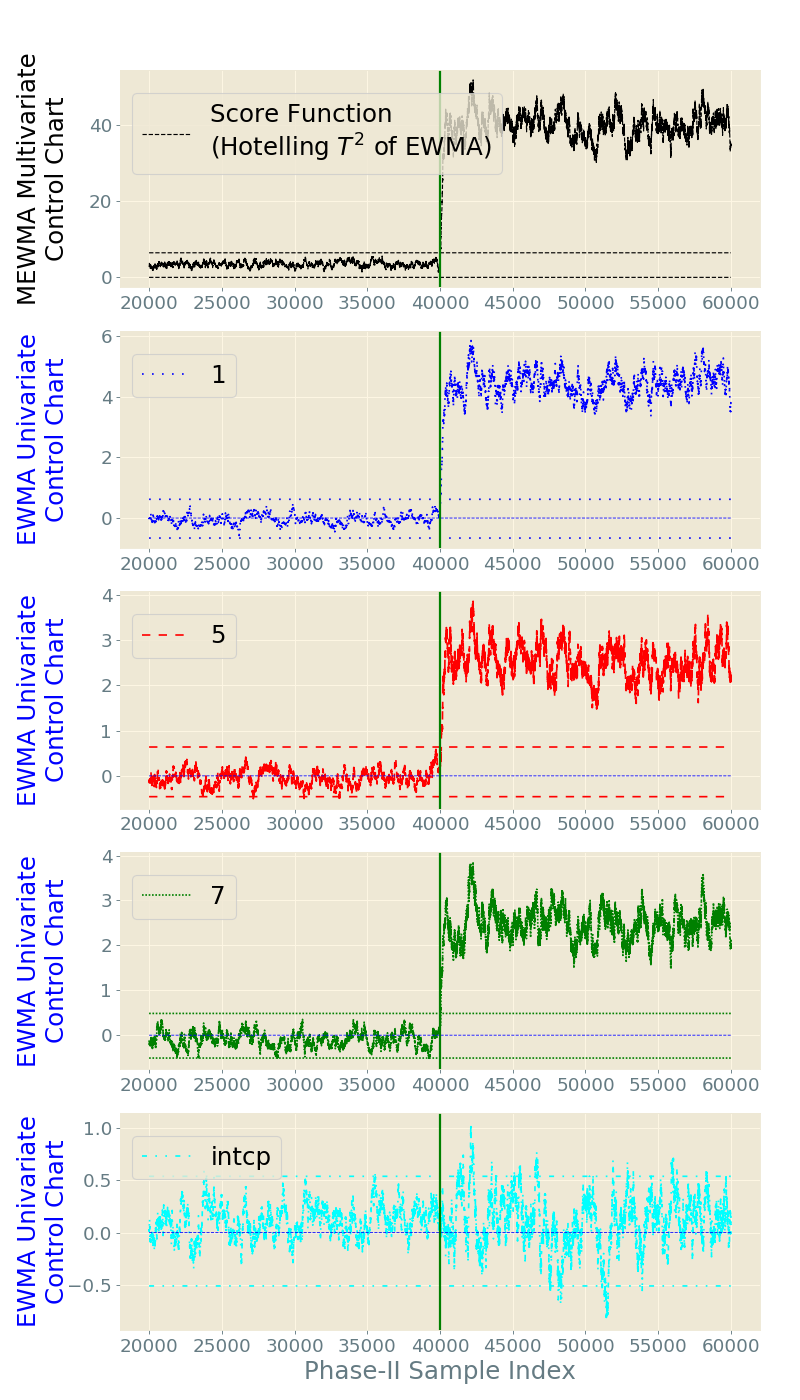 MEWMA Multivariate
Control Chart
Score Function
(Hotelling T² of EWMA)
40
20
0
20000 25000 30000 35000 40000 45000 50000 55000 60000
EWMA Univariate
Control Chart
1
6
4
2
0
20000 25000 30000 35000 40000 45000 50000 55000 60000
EWMA Univariate
Control Chart
5
4
3
2
1
0
20000 25000 30000 35000 40000 45000 50000 55000 60000
EWMA Univariate
Control Chart
7
4
3
2
1
0
20000 25000 30000 35000 40000 45000 50000 55000 60000
EWMA Univariate
Control Chart
intcp
1.0
0.5
0.0
−0.5
20000 25000 30000 35000 40000 45000 50000 55000 60000
Phase-II Sample Index